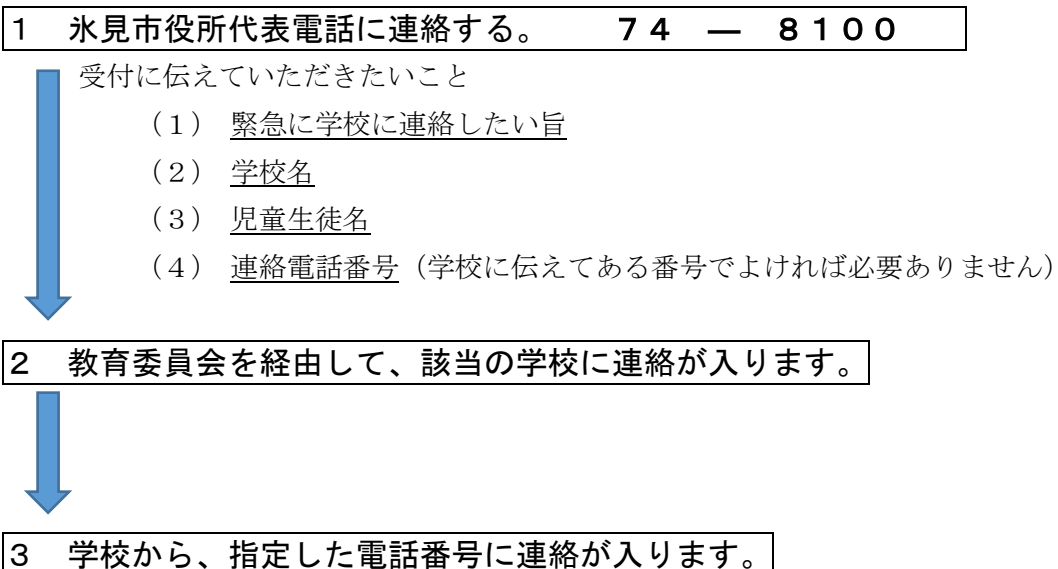 １　氷見市役所代表電話に連絡する。　　７４　―　８１００
受付に伝えていただきたいこと
（１）　緊急に学校に連絡したい旨
（２）　学校名
（３）　児童生徒名
（４）　連絡電話番号（学校に伝えてある番号でよければ必要ありません）
２　教育委員会を経由して、該当の学校に連絡が入ります。
３　学校から、指定した電話番号に連絡が入ります。